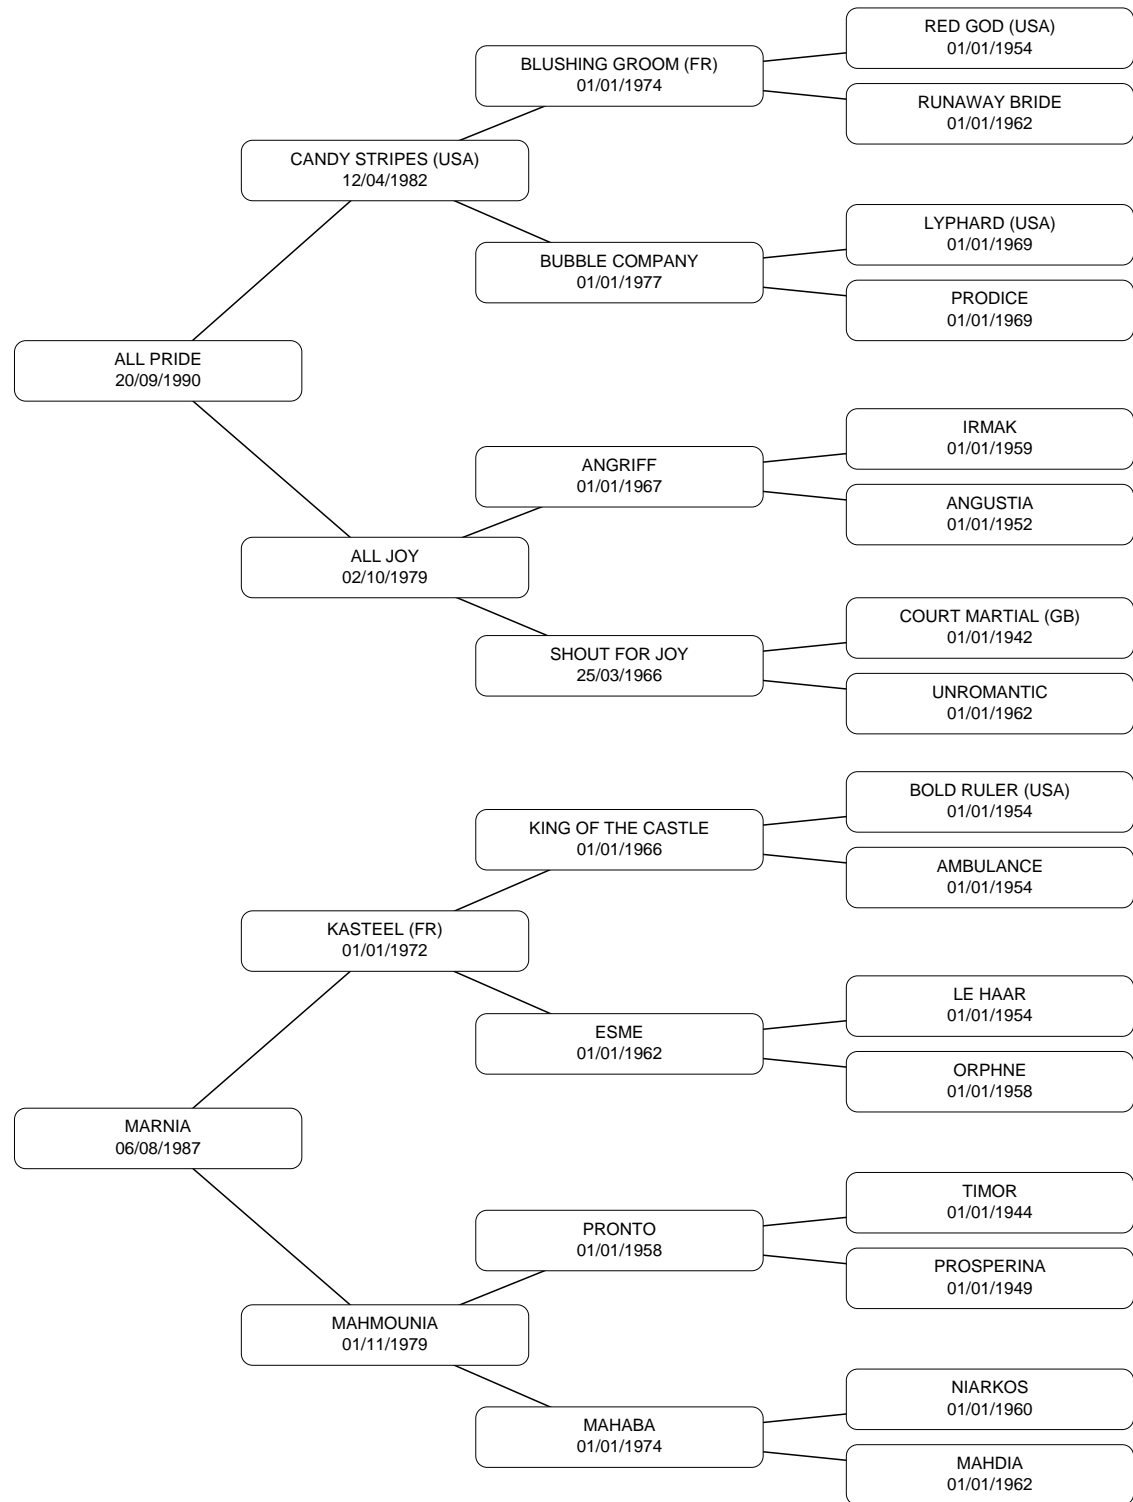 RED GOD (USA)
01/01/1954
BLUSHING GROOM (FR)
01/01/1974
RUNAWAY BRIDE
01/01/1962
CANDY STRIPES (USA)
12/04/1982
LYPHARD (USA)
01/01/1969
BUBBLE COMPANY
01/01/1977
PRODICE
01/01/1969
ALL PRIDE
20/09/1990
IRMAK
01/01/1959
ANGRIFF
01/01/1967
ANGUSTIA
01/01/1952
ALL JOY
02/10/1979
COURT MARTIAL (GB)
01/01/1942
SHOUT FOR JOY
25/03/1966
UNROMANTIC
01/01/1962
BOLD RULER (USA)
01/01/1954
KING OF THE CASTLE
01/01/1966
AMBULANCE
01/01/1954
KASTEEL (FR)
01/01/1972
LE HAAR
01/01/1954
ESME
01/01/1962
ORPHNE
01/01/1958
MARNIA
06/08/1987
TIMOR
01/01/1944
PRONTO
01/01/1958
PROSPERINA
01/01/1949
MAHMOUNIA
01/11/1979
NIARKOS
01/01/1960
MAHABA
01/01/1974
MAHDIA
01/01/1962